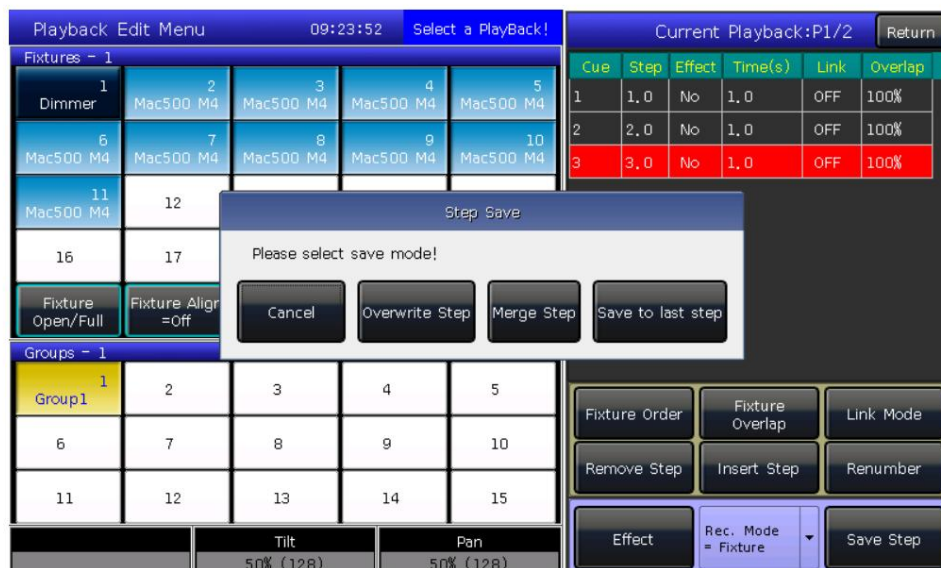 Playback Edit Menu 09:23:52 Select a PlayBack!
Fixtures - 1
1 Dimmer
2 Mac500 M4
3 Mac500 M4
4 Mac500 M4
5 Mac500 M4
6 Mac500 M4
7 Mac500 M4
8 Mac500 M4
9 Mac500 M4
10 Mac500 M4
11 Mac500 M4
12
16
17
Fixture
Open/Full
Fixture Align
=Off
Step Save
Please select save mode!
Cancel
Overwrite Step
Merge Step
Save to last step
Groups - 1
1 Group1
2
3
4
5
6
7
8
9
10
11
12
13
14
15
Tilt
50% (128)
Pan
50% (128)
Current Playback:P1/2
Return
Cue Step Effect Time(s) Link Overlap
1 1.0 No 1.0 OFF 100%
2 2.0 No 1.0 OFF 100%
3 3.0 No 1.0 OFF 100%
Fixture Order
Fixture
Overlap
Link Mode
Remove Step
Insert Step
Renumber
Effect
Rec. Mode
= Fixture
Save Step